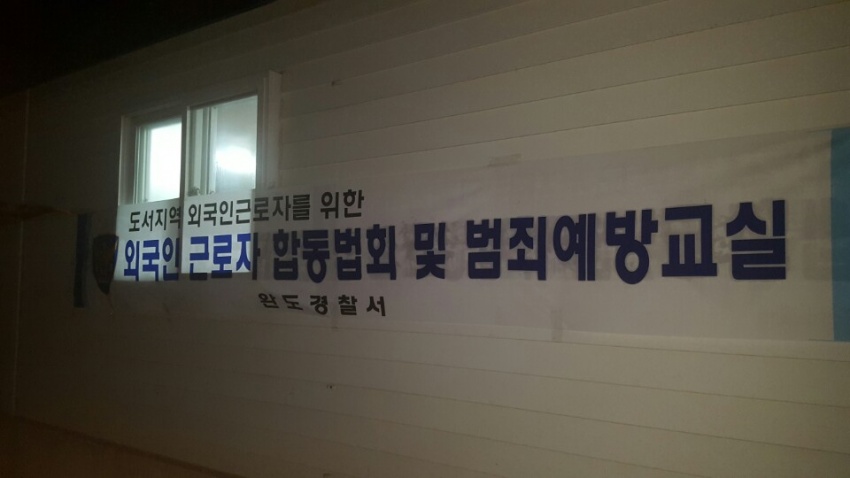 도서지역 외국인근로자를 위한
외국인 근로자 합동법회 및 범죄예방교실
완도경찰서